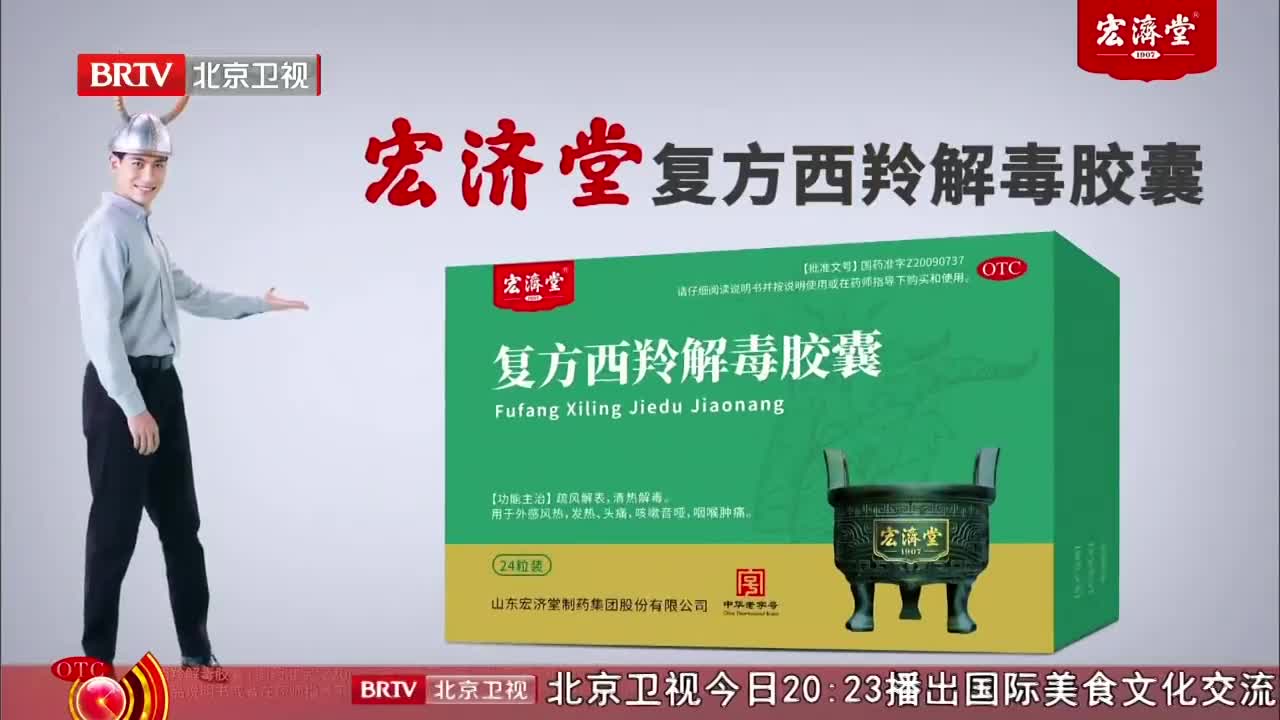 宏濟堂
1907
BRTV 北京卫视
宏济堂 复方西羚解毒胶囊
宏濟堂
1907
【批准文号】国药准字Z20090737
OTC
请仔细阅读说明书并按说明使用或在药师指导下购买和使用。
复方西羚解毒胶囊
Fufang Xiling Jiedu Jiaonang
【功能主治】疏风解表，清热解毒。
用于外感风热，发热、头痛，咳嗽音哑，咽喉肿痛。
宏濟堂
1907
24粒装
山东宏济堂制药集团股份有限公司
中华老字号
OTC
BRTV 北京卫视 北京卫视今日20:23播出国际美食文化交流